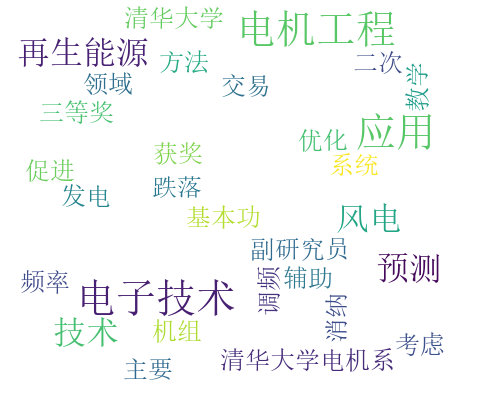 清华大学
电机工程
再生能源
方法
二次
领域
交易
教学
三等奖
应用
优化
获奖
系统
促进
跌落
发电
基本功
风电
副研究员
预测
频率
辅助
调频
电子技术
消纳
技术
机组
考虑
清华大学电机系
主要